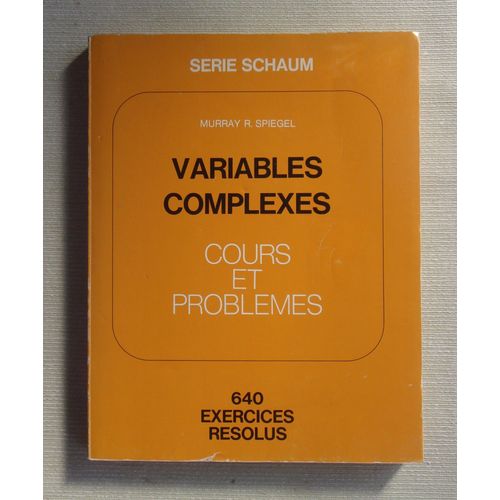 SERIE SCHAUM
MURRAY R. SPIEGEL
VARIABLES
COMPLEXES
COURS
ET
PROBLEMES
640
EXERCICES
RESOLUS